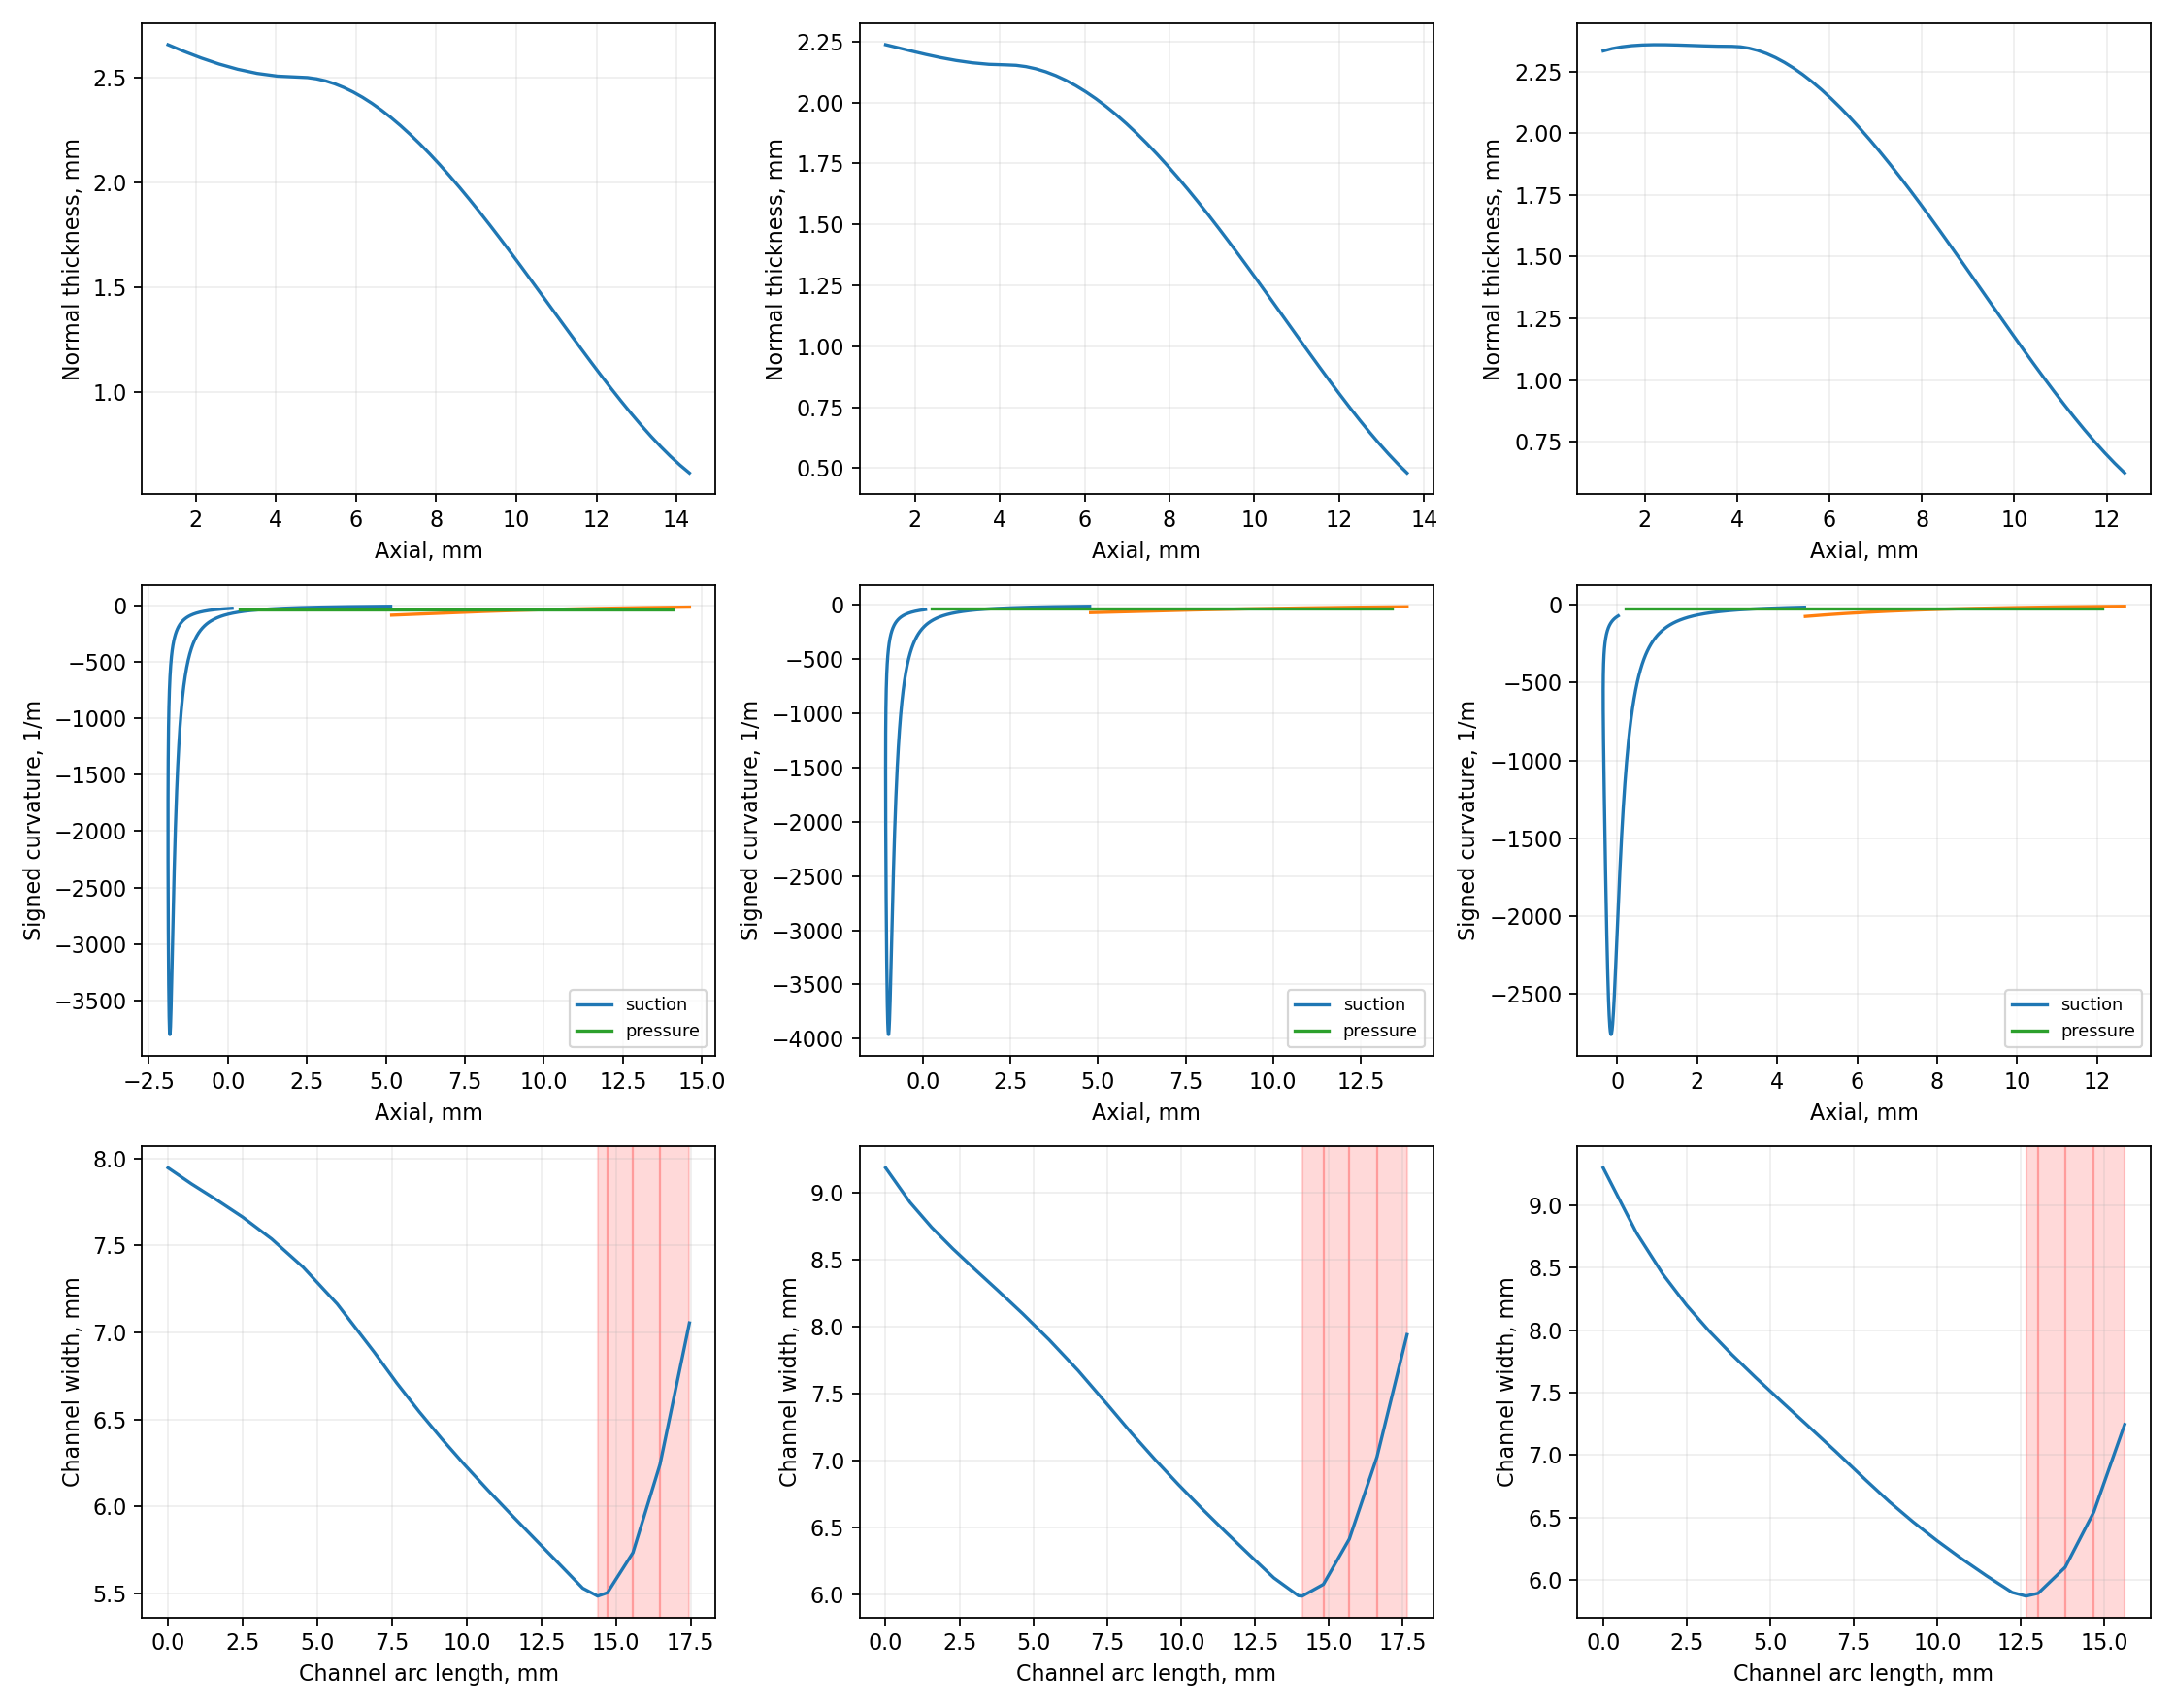 Normal thickness, mm
2.5
2.0
1.5
1.0
2 4 6 8 10 12 14
Axial, mm
Normal thickness, mm
2.25
2.00
1.75
1.50
1.25
1.00
0.75
0.50
2 4 6 8 10 12 14
Axial, mm
Normal thickness, mm
2.25
2.00
1.75
1.50
1.25
1.00
0.75
2 4 6 8 10 12
Axial, mm
Signed curvature, 1/m
0
−500
−1000
−1500
−2000
−2500
−3000
−3500
suction
pressure
−2.5 0.0 2.5 5.0 7.5 10.0 12.5 15.0
Axial, mm
Signed curvature, 1/m
0
−500
−1000
−1500
−2000
−2500
−3000
−3500
−4000
suction
pressure
0.0 2.5 5.0 7.5 10.0 12.5
Axial, mm
Signed curvature, 1/m
0
−500
−1000
−1500
−2000
−2500
suction
pressure
0 2 4 6 8 10 12
Axial, mm
Channel width, mm
8.0
7.5
7.0
6.5
6.0
5.5
0.0 2.5 5.0 7.5 10.0 12.5 15.0 17.5
Channel arc length, mm
Channel width, mm
9.0
8.5
8.0
7.5
7.0
6.5
6.0
0.0 2.5 5.0 7.5 10.0 12.5 15.0 17.5
Channel arc length, mm
Channel width, mm
9.0
8.5
8.0
7.5
7.0
6.5
6.0
0.0 2.5 5.0 7.5 10.0 12.5 15.0
Channel arc length, mm